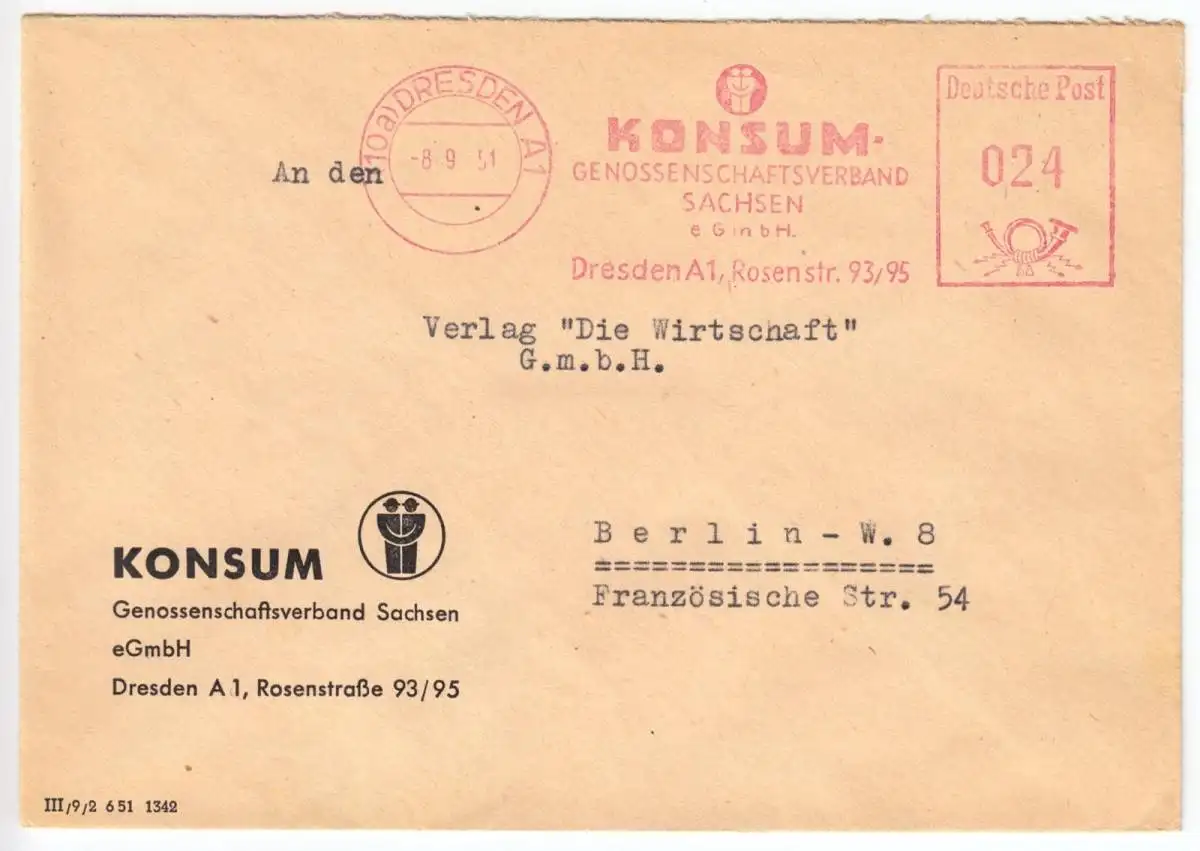 (10a) DRESDEN A1
-8 9 51
KONSUM-
GENOSSENSCHAFTSVERBAND
SACHSEN
e G m b H.
Dresden A1, Rosenstr. 93/95
Deutsche Post
024
An den
Verlag "Die Wirtschaft"
G.m.b.H.
B e r l i n - W. 8
==================
Französische Str. 54
KONSUM
Genossenschaftsverband Sachsen
eGmbH
Dresden A 1, Rosenstraße 93/95
III/9/2 6 51 1342